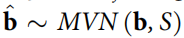 b̂ ~ MVN (b, S)